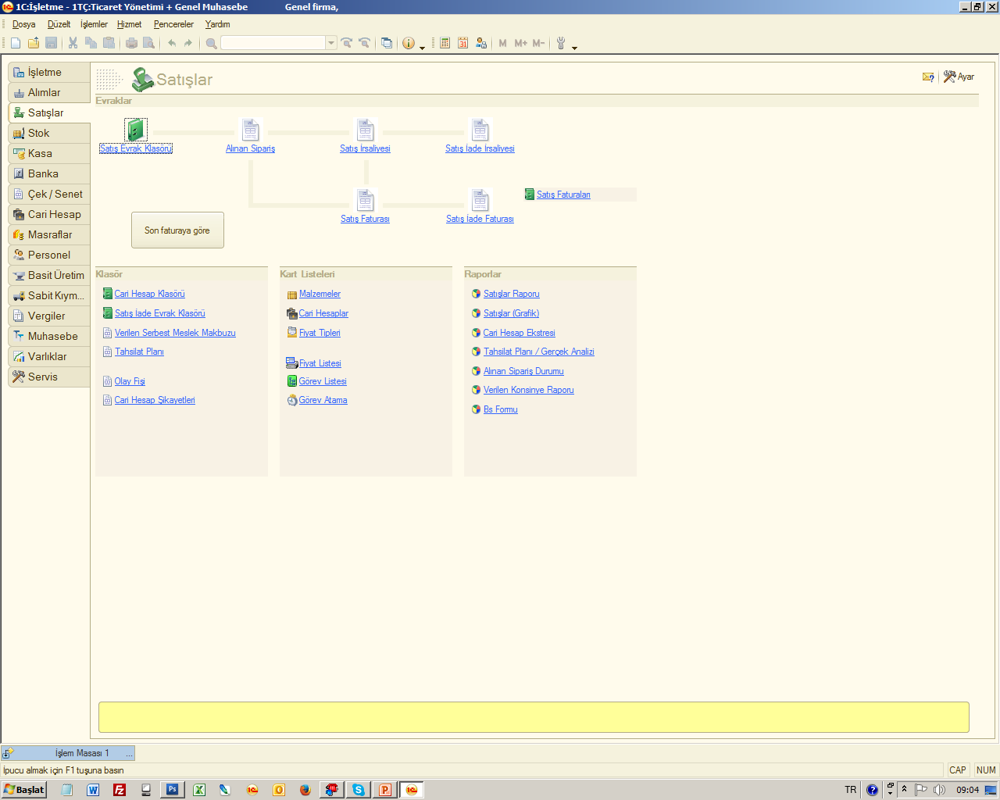 1C:İşletme - 1TÇ:Ticaret Yönetimi + Genel Muhasebe Genel firma,
Dosya Düzelt İşlemler Hizmet Pencereler Yardım
M M+ M-
İşletme
Alımlar
Satışlar
Stok
Kasa
Banka
Çek / Senet
Cari Hesap
Masraflar
Personel
Basit Üretim
Sabit Kıym...
Vergiler
Muhasebe
Varlıklar
Servis
Satışlar
Ayar
Evraklar
Satış Evrak Klasörü Alınan Sipariş Satış İrsaliyesi Satış İade İrsaliyesi
Satış Faturaları
Satış Faturası Satış İade Faturası
Son faturaya göre
Klasör
Cari Hesap Klasörü
Satış İade Evrak Klasörü
Verilen Serbest Meslek Makbuzu
Tahsilat Planı
Olay Fişi
Cari Hesap Şikayetleri
Kart Listeleri
Malzemeler
Cari Hesaplar
Fiyat Tipleri
Fiyat Listesi
Görev Listesi
Görev Atama
Raporlar
Satışlar Raporu
Satışlar (Grafik)
Cari Hesap Ekstresi
Tahsilat Planı / Gerçek Analizi
Alınan Sipariş Durumu
Verilen Konsinye Raporu
Bs Formu
İşlem Masası 1 ...
İpucu almak için F1 tuşuna basın CAP NUM
Başlat TR 09:04